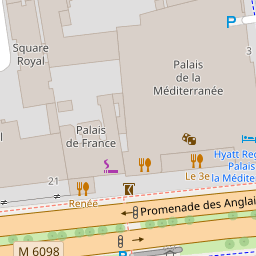 P
Square
Royal
3
Palais
de la
Méditerranée
Palais
de France
Hyatt Re
Palais
la Médite
Le 3e
21
Renée
Promenade des Anglai
M 6098
P